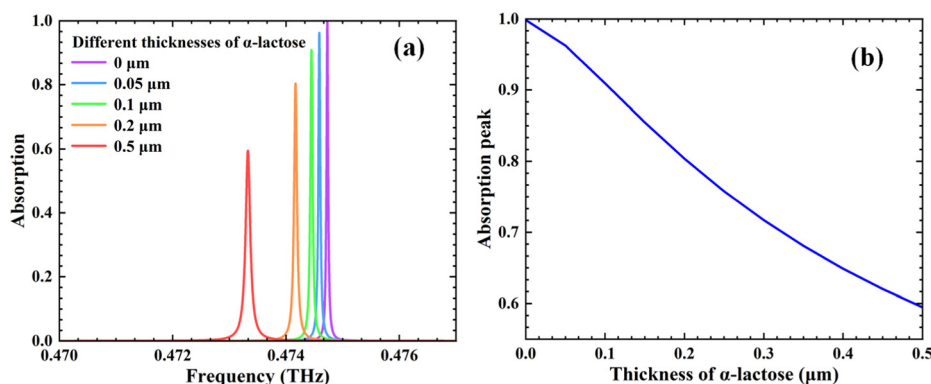 Different thicknesses of α-lactose
(a)
0 μm
0.05 μm
0.1 μm
0.2 μm
0.5 μm
1.0
0.8
0.6
0.4
0.2
0.0
Absorption
0.470
0.472
0.474
0.476
Frequency (THz)
(b)
1.0
0.9
0.8
0.7
0.6
Absorption peak
0.0
0.1
0.2
0.3
0.4
0.5
Thickness of α-lactose (μm)